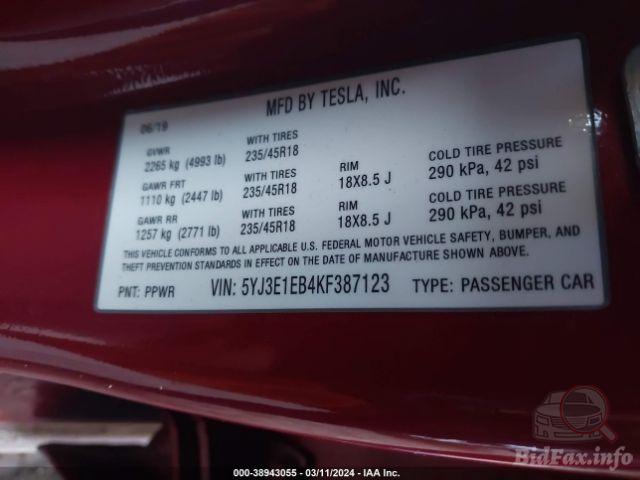 MFD BY TESLA, INC.
06/19
GVWR
2265 kg (4993 lb)
WITH TIRES
235/45R18
GAWR FRT
1110 kg (2447 lb)
WITH TIRES
235/45R18
RIM
18X8.5 J
COLD TIRE PRESSURE
290 kPa, 42 psi
GAWR RR
1257 kg (2771 lb)
WITH TIRES
235/45R18
RIM
18X8.5 J
COLD TIRE PRESSURE
290 kPa, 42 psi
THIS VEHICLE CONFORMS TO ALL APPLICABLE U.S. FEDERAL MOTOR VEHICLE SAFETY, BUMPER, AND
THEFT PREVENTION STANDARDS IN EFFECT ON THE DATE OF MANUFACTURE SHOWN ABOVE.
PNT: PPWR VIN: 5YJ3E1EB4KF387123 TYPE: PASSENGER CAR
BidFax.info
000-38943055 - 03/11/2024 - IAA Inc.